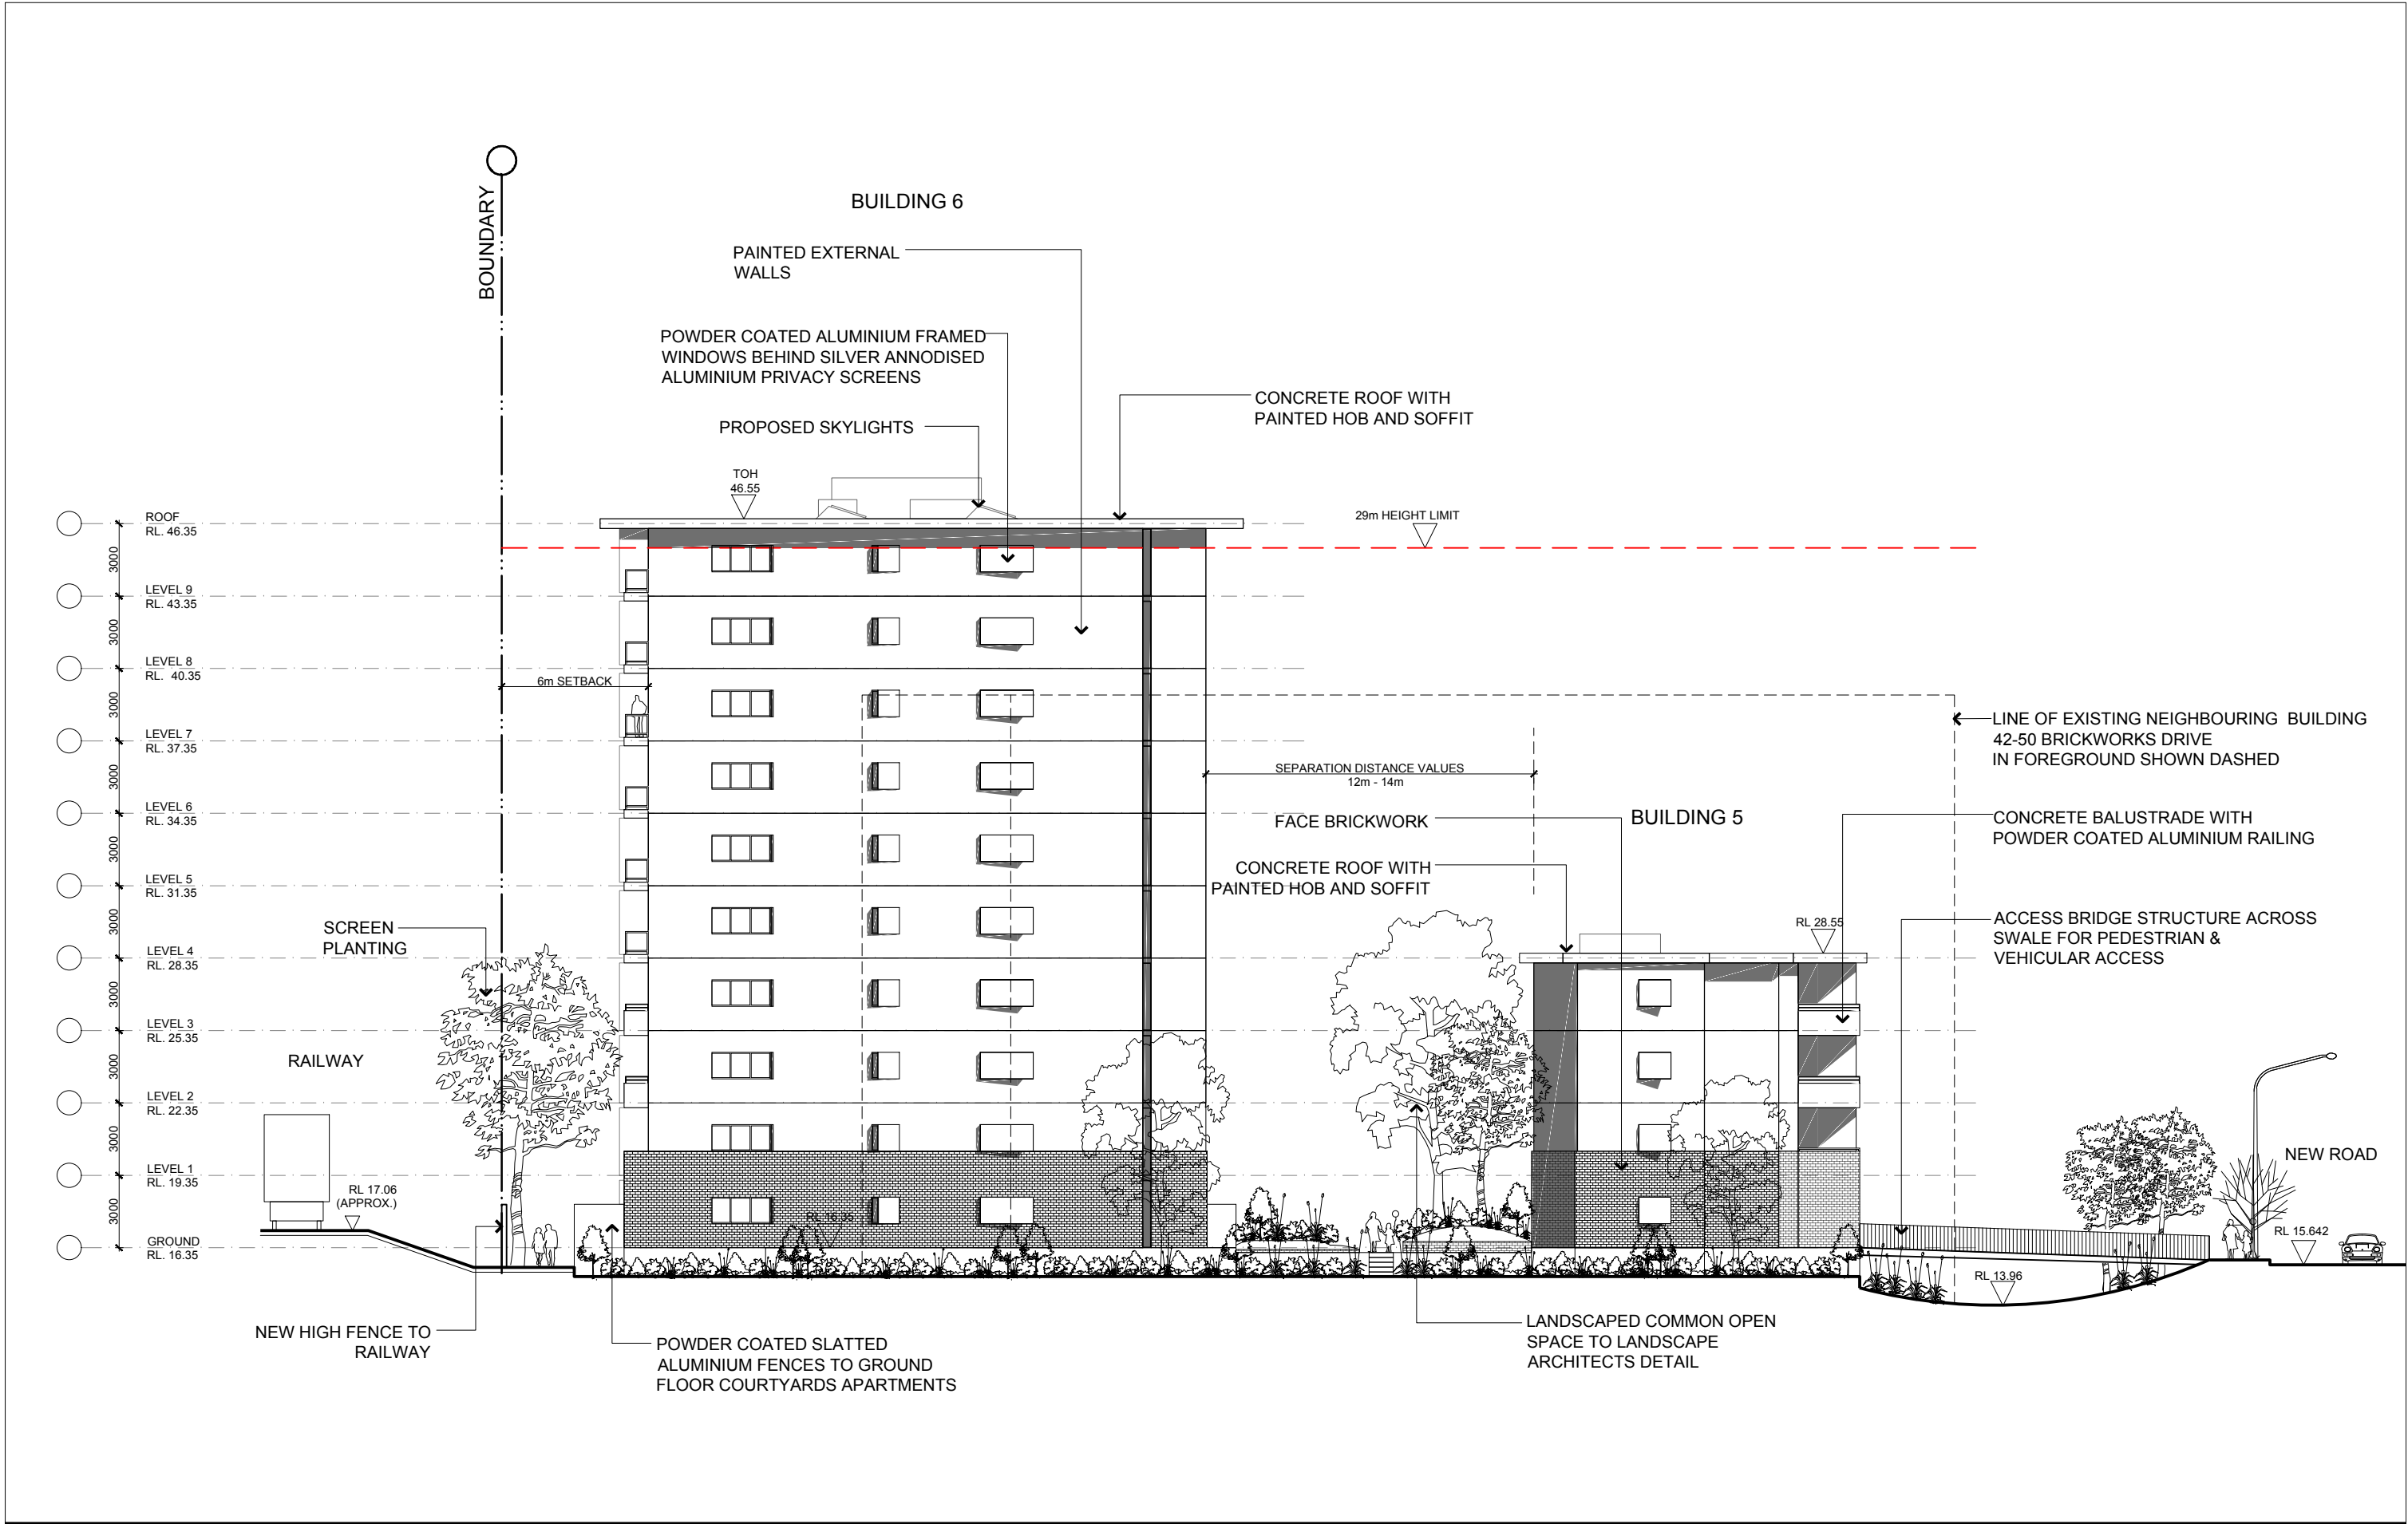 BOUNDARY
BUILDING 6
PAINTED EXTERNAL
WALLS
POWDER COATED ALUMINIUM FRAMED
WINDOWS BEHIND SILVER ANNODISED
ALUMINIUM PRIVACY SCREENS
CONCRETE ROOF WITH
PAINTED HOB AND SOFFIT
PROPOSED SKYLIGHTS
TOH
46.55
29m HEIGHT LIMIT
ROOF
RL. 46.35
3000
LEVEL 9
RL. 43.35
3000
LEVEL 8
RL. 40.35
3000
LEVEL 7
RL. 37.35
3000
LEVEL 6
RL. 34.35
3000
LEVEL 5
RL. 31.35
3000
LEVEL 4
RL. 28.35
3000
LEVEL 3
RL. 25.35
3000
LEVEL 2
RL. 22.35
3000
LEVEL 1
RL. 19.35
3000
GROUND
RL. 16.35
6m SETBACK
LINE OF EXISTING NEIGHBOURING BUILDING
42-50 BRICKWORKS DRIVE
IN FOREGROUND SHOWN DASHED
SEPARATION DISTANCE VALUES
12m - 14m
BUILDING 5
FACE BRICKWORK
CONCRETE BALUSTRADE WITH
POWDER COATED ALUMINIUM RAILING
CONCRETE ROOF WITH
PAINTED HOB AND SOFFIT
RL 28.55
ACCESS BRIDGE STRUCTURE ACROSS
SWALE FOR PEDESTRIAN &
VEHICULAR ACCESS
SCREEN
PLANTING
RAILWAY
RL 17.06
(APPROX.)
RL 16.35
NEW ROAD
RL 15.642
RL 13.96
NEW HIGH FENCE TO
RAILWAY
POWDER COATED SLATTED
ALUMINIUM FENCES TO GROUND
FLOOR COURTYARDS APARTMENTS
LANDSCAPED COMMON OPEN
SPACE TO LANDSCAPE
ARCHITECTS DETAIL